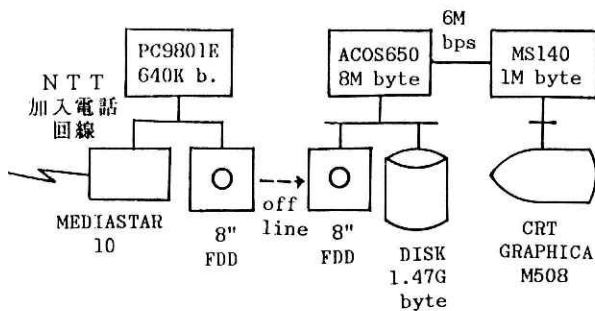 PC9801E
640K b.
ACOS650
8M byte
6M
bps
MS140
1M byte
NTT
加入電話
回線
MEDIASTAR
10
8"
FDD
off
line
8"
FDD
DISK
1.47G
byte
CRT
GRAPHICA
M508